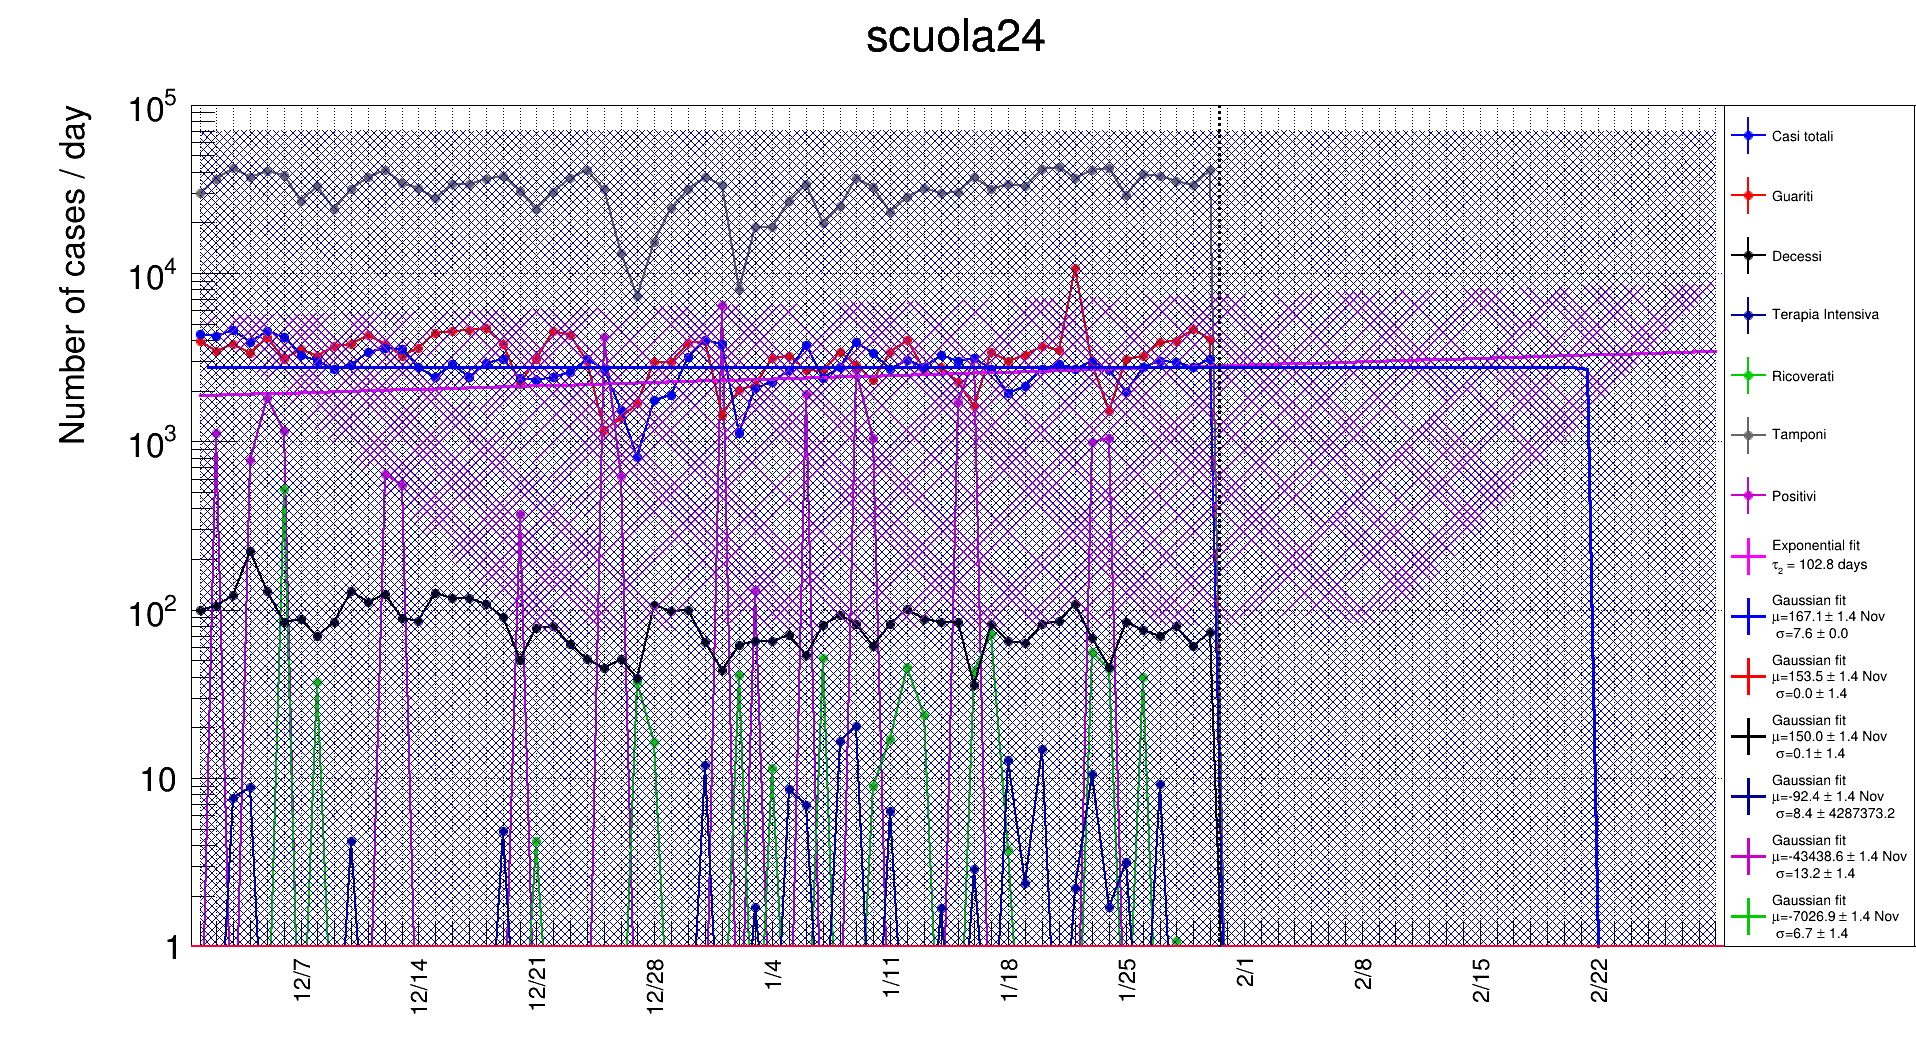 scuola24
Number of cases / day
10^5
10^4
10^3
10^2
10
1
12/7
12/14
12/21
12/28
1/4
1/11
1/18
1/25
2/1
2/8
2/15
2/22
Casi totali
Guariti
Decessi
Terapia Intensiva
Ricoverati
Tamponi
Positivi
Exponential fit
τ₂ = 102.8 days
Gaussian fit
μ=167.1 ± 1.4 Nov
σ=7.6 ± 0.0
Gaussian fit
μ=153.5 ± 1.4 Nov
σ=0.0 ± 1.4
Gaussian fit
μ=150.0 ± 1.4 Nov
σ=0.1 ± 1.4
Gaussian fit
μ=-92.4 ± 1.4 Nov
σ=8.4 ± 4287373.2
Gaussian fit
μ=-43438.6 ± 1.4 Nov
σ=13.2 ± 1.4
Gaussian fit
μ=-7026.9 ± 1.4 Nov
σ=6.7 ± 1.4